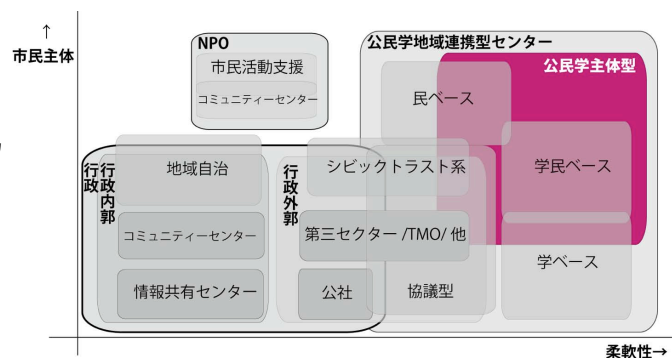 ↑
市民主体
NPO
市民活動支援
コミュニティーセンター
公民学地域連携型センター
公民学主体型
民ベース
行政
行政内郭
地域自治
行政外郭
シビックトラスト系
学民ベース
コミュニティーセンター
第三セクター/TMO/他
情報共有センター
公社
協議型
学ベース
柔軟性→